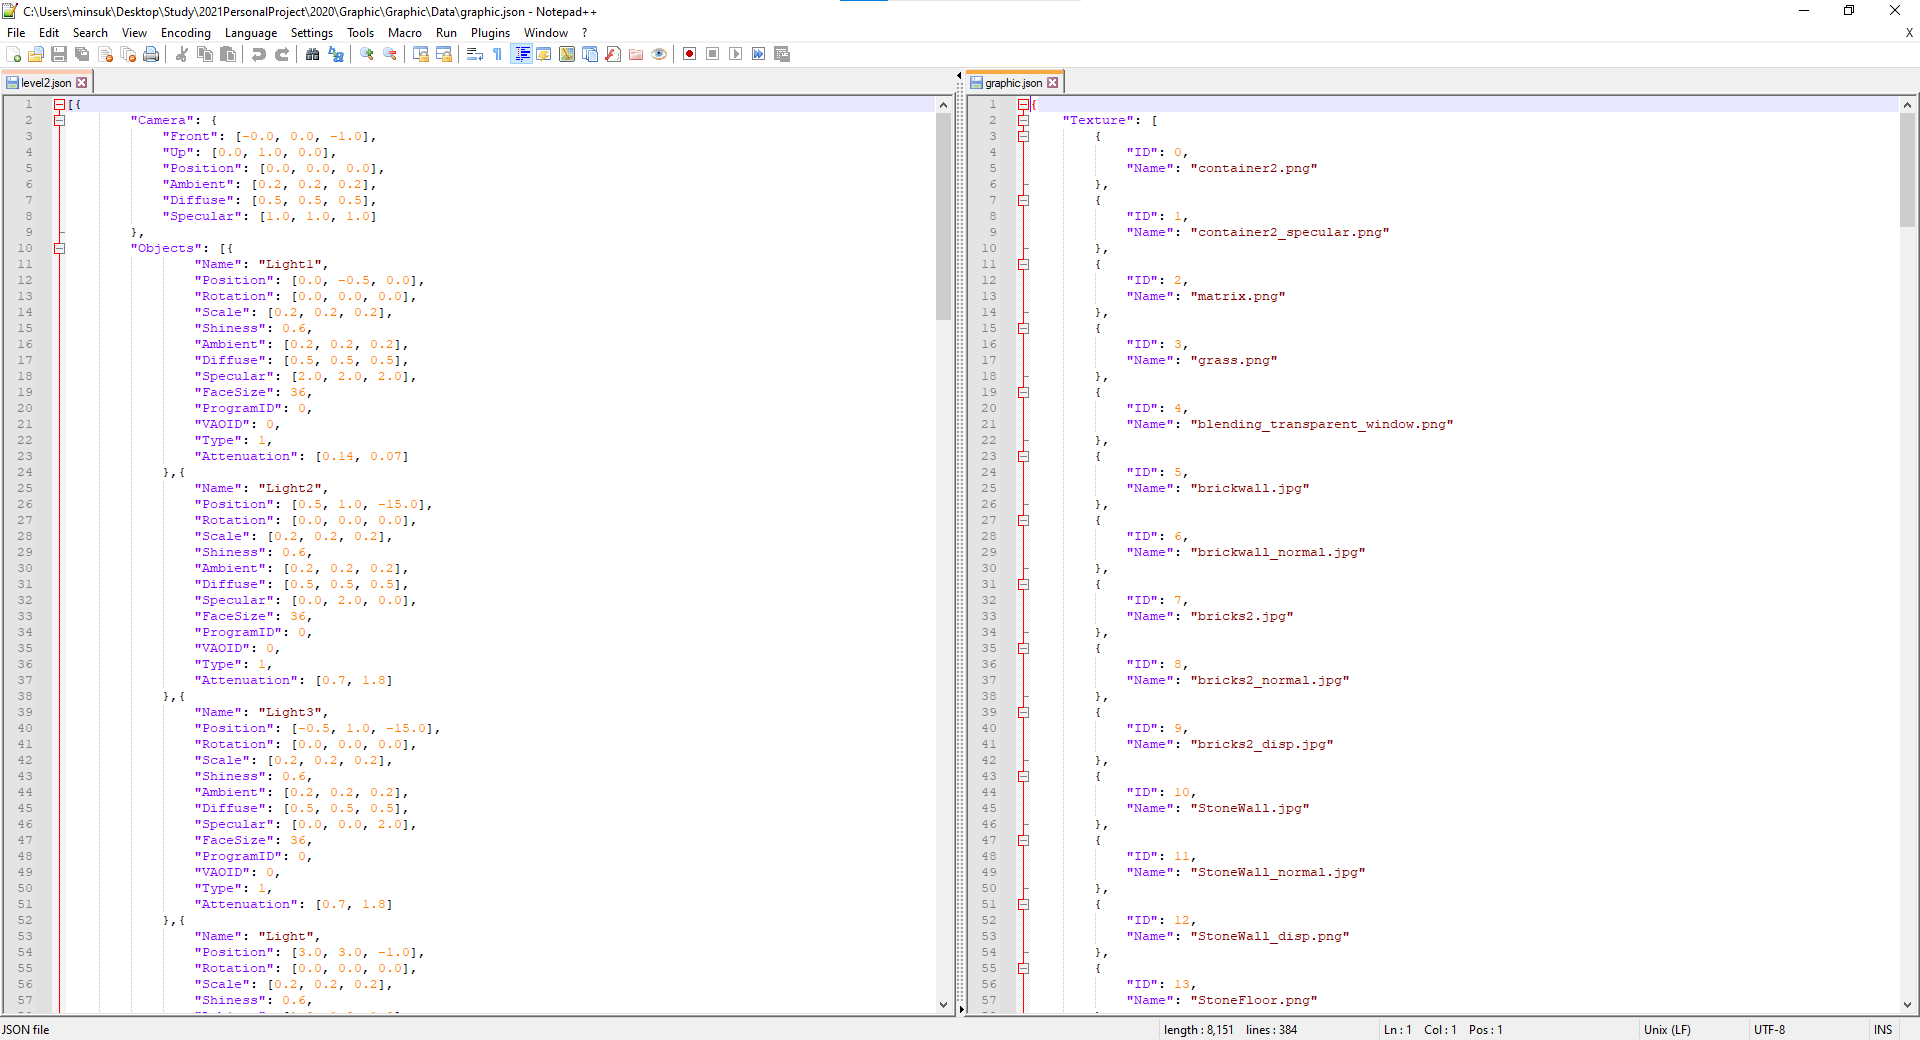 C:\Users\minsuk\Desktop\Study\2021PersonalProject\2020\Graphic\Graphic\Data\graphic.json - Notepad++
File Edit Search View Encoding Language Settings Tools Macro Run Plugins Window ? X
level2.json
1 [{
2 "Camera": {
3 "Front": [-0.0, 0.0, -1.0],
4 "Up": [0.0, 1.0, 0.0],
5 "Position": [0.0, 0.0, 0.0],
6 "Ambient": [0.2, 0.2, 0.2],
7 "Diffuse": [0.5, 0.5, 0.5],
8 "Specular": [1.0, 1.0, 1.0]
9 },
10 "Objects": [{
11 "Name": "Light1",
12 "Position": [0.0, -0.5, 0.0],
13 "Rotation": [0.0, 0.0, 0.0],
14 "Scale": [0.2, 0.2, 0.2],
15 "Shiness": 0.6,
16 "Ambient": [0.2, 0.2, 0.2],
17 "Diffuse": [0.5, 0.5, 0.5],
18 "Specular": [2.0, 2.0, 2.0],
19 "FaceSize": 36,
20 "ProgramID": 0,
21 "VAOID": 0,
22 "Type": 1,
23 "Attenuation": [0.14, 0.07]
24 },{
25 "Name": "Light2",
26 "Position": [0.5, 1.0, -15.0],
27 "Rotation": [0.0, 0.0, 0.0],
28 "Scale": [0.2, 0.2, 0.2],
29 "Shiness": 0.6,
30 "Ambient": [0.2, 0.2, 0.2],
31 "Diffuse": [0.5, 0.5, 0.5],
32 "Specular": [0.0, 2.0, 0.0],
33 "FaceSize": 36,
34 "ProgramID": 0,
35 "VAOID": 0,
36 "Type": 1,
37 "Attenuation": [0.7, 1.8]
38 },{
39 "Name": "Light3",
40 "Position": [-0.5, 1.0, -15.0],
41 "Rotation": [0.0, 0.0, 0.0],
42 "Scale": [0.2, 0.2, 0.2],
43 "Shiness": 0.6,
44 "Ambient": [0.2, 0.2, 0.2],
45 "Diffuse": [0.5, 0.5, 0.5],
46 "Specular": [0.0, 0.0, 2.0],
47 "FaceSize": 36,
48 "ProgramID": 0,
49 "VAOID": 0,
50 "Type": 1,
51 "Attenuation": [0.7, 1.8]
52 },{
53 "Name": "Light",
54 "Position": [3.0, 3.0, -1.0],
55 "Rotation": [0.0, 0.0, 0.0],
56 "Scale": [0.2, 0.2, 0.2],
57 "Shiness": 0.6,
graphic.json
1 {
2 "Texture": [
3 {
4 "ID": 0,
5 "Name": "container2.png"
6 },
7 {
8 "ID": 1,
9 "Name": "container2_specular.png"
10 },
11 {
12 "ID": 2,
13 "Name": "matrix.png"
14 },
15 {
16 "ID": 3,
17 "Name": "grass.png"
18 },
19 {
20 "ID": 4,
21 "Name": "blending_transparent_window.png"
22 },
23 {
24 "ID": 5,
25 "Name": "brickwall.jpg"
26 },
27 {
28 "ID": 6,
29 "Name": "brickwall_normal.jpg"
30 },
31 {
32 "ID": 7,
33 "Name": "bricks2.jpg"
34 },
35 {
36 "ID": 8,
37 "Name": "bricks2_normal.jpg"
38 },
39 {
40 "ID": 9,
41 "Name": "bricks2_disp.jpg"
42 },
43 {
44 "ID": 10,
45 "Name": "StoneWall.jpg"
46 },
47 {
48 "ID": 11,
49 "Name": "StoneWall_normal.jpg"
50 },
51 {
52 "ID": 12,
53 "Name": "StoneWall_disp.png"
54 },
55 {
56 "ID": 13,
57 "Name": "StoneFloor.png"
JSON file length : 8,151 lines : 384 Ln : 1 Col : 1 Pos : 1 Unix (LF) UTF-8 INS